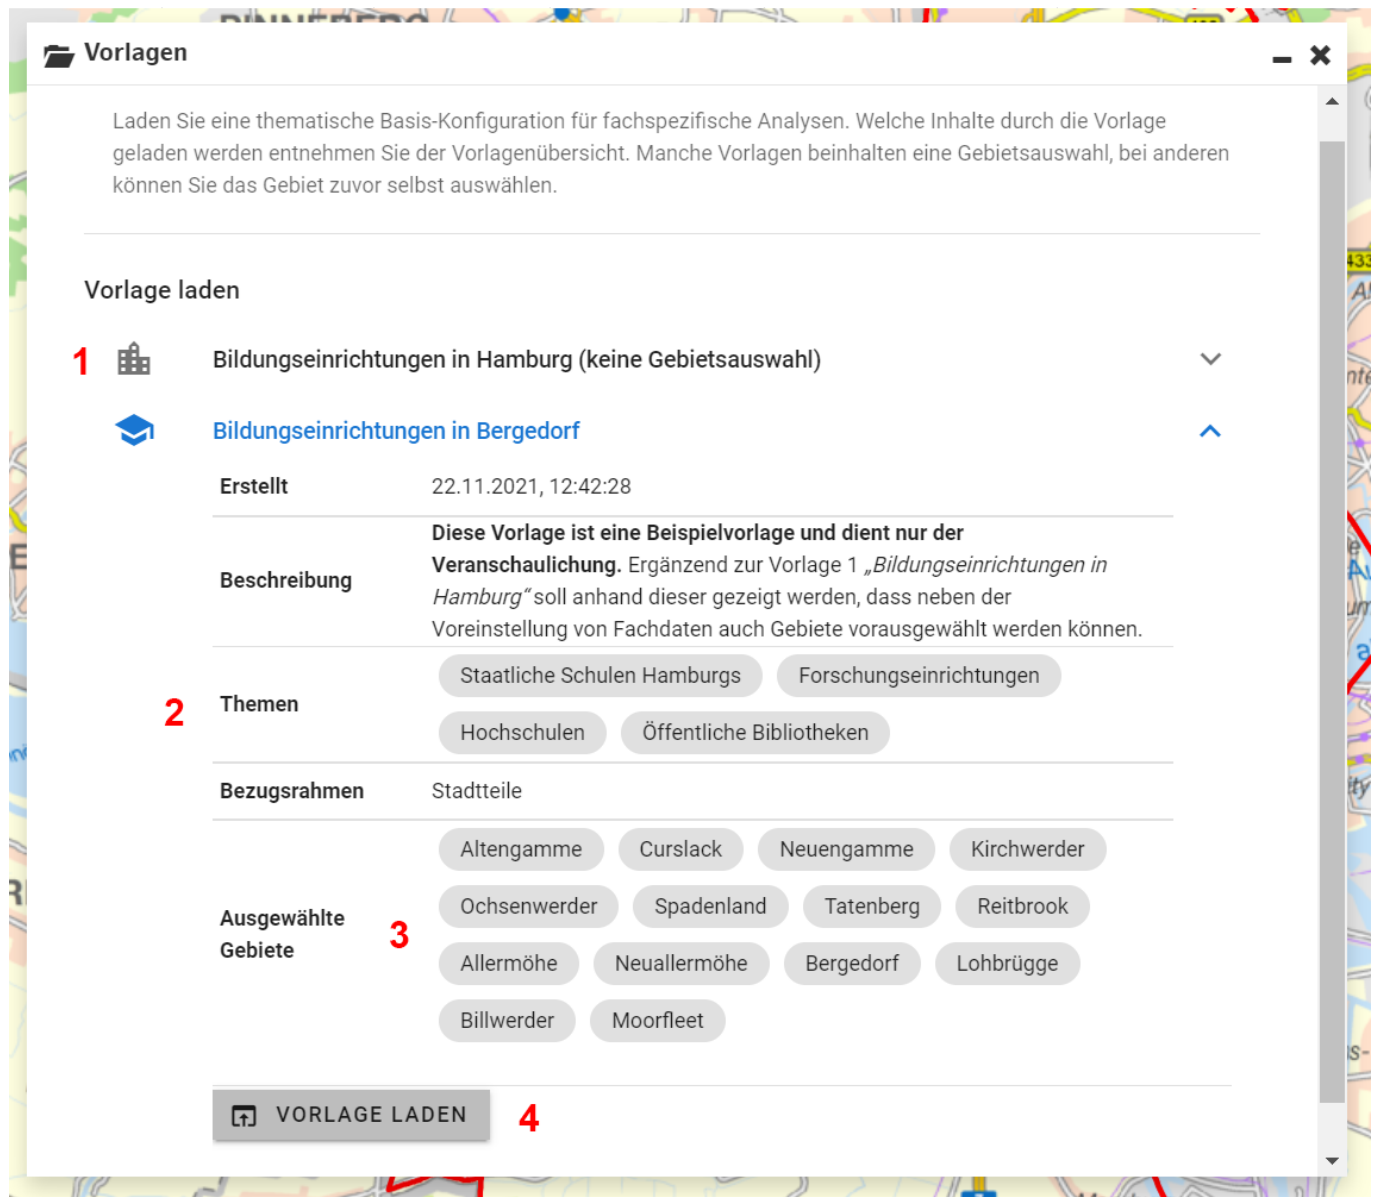 PINNEBERG
Vorlagen
Laden Sie eine thematische Basis-Konfiguration für fachspezifische Analysen. Welche Inhalte durch die Vorlage
geladen werden entnehmen Sie der Vorlagenübersicht. Manche Vorlagen beinhalten eine Gebietsauswahl, bei anderen
können Sie das Gebiet zuvor selbst auswählen.
Vorlage laden
1 Bildungseinrichtungen in Hamburg (keine Gebietsauswahl)
Bildungseinrichtungen in Bergedorf
Erstellt 22.11.2021, 12:42:28
Beschreibung Diese Vorlage ist eine Beispielvorlage und dient nur der
Veranschaulichung. Ergänzend zur Vorlage 1 „Bildungseinrichtungen in
Hamburg“ soll anhand dieser gezeigt werden, dass neben der
Voreinstellung von Fachdaten auch Gebiete vorausgewählt werden können.
2 Themen Staatliche Schulen Hamburgs Forschungseinrichtungen
Hochschulen Öffentliche Bibliotheken
Bezugsrahmen Stadtteile
Ausgewählte Gebiete 3 Altengamme Curslack Neuengamme Kirchwerder
Ochsenwerder Spadenland Tatenberg Reitbrook
Allermöhe Neuallermöhe Bergedorf Lohbrügge
Billwerder Moorfleet
VORLAGE LADEN 4